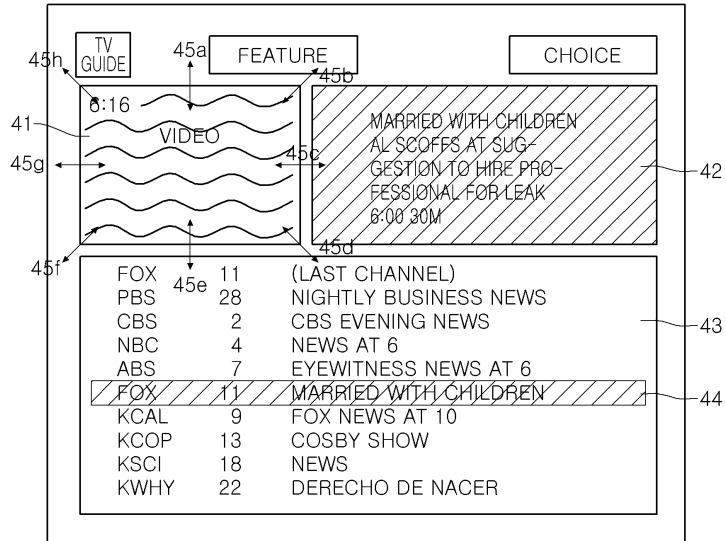 TV
GUIDE
FEATURE
CHOICE
45h
45a
45b
6:16
41
VIDEO
45g
45c
MARRIED WITH CHILDREN
AL SCOFFS AT SUG-
GESTION TO HIRE PRO-
FESSIONAL FOR LEAK
6:00 30M
42
45f
45e
45d
FOX 11 (LAST CHANNEL)
PBS 28 NIGHTLY BUSINESS NEWS
CBS 2 CBS EVENING NEWS
43
NBC 4 NEWS AT 6
ABS 7 EYEWITNESS NEWS AT 6
FOX 11 MARRIED WITH CHILDREN
44
KCAL 9 FOX NEWS AT 10
KCOP 13 COSBY SHOW
KSCI 18 NEWS
KWHY 22 DERECHO DE NACER